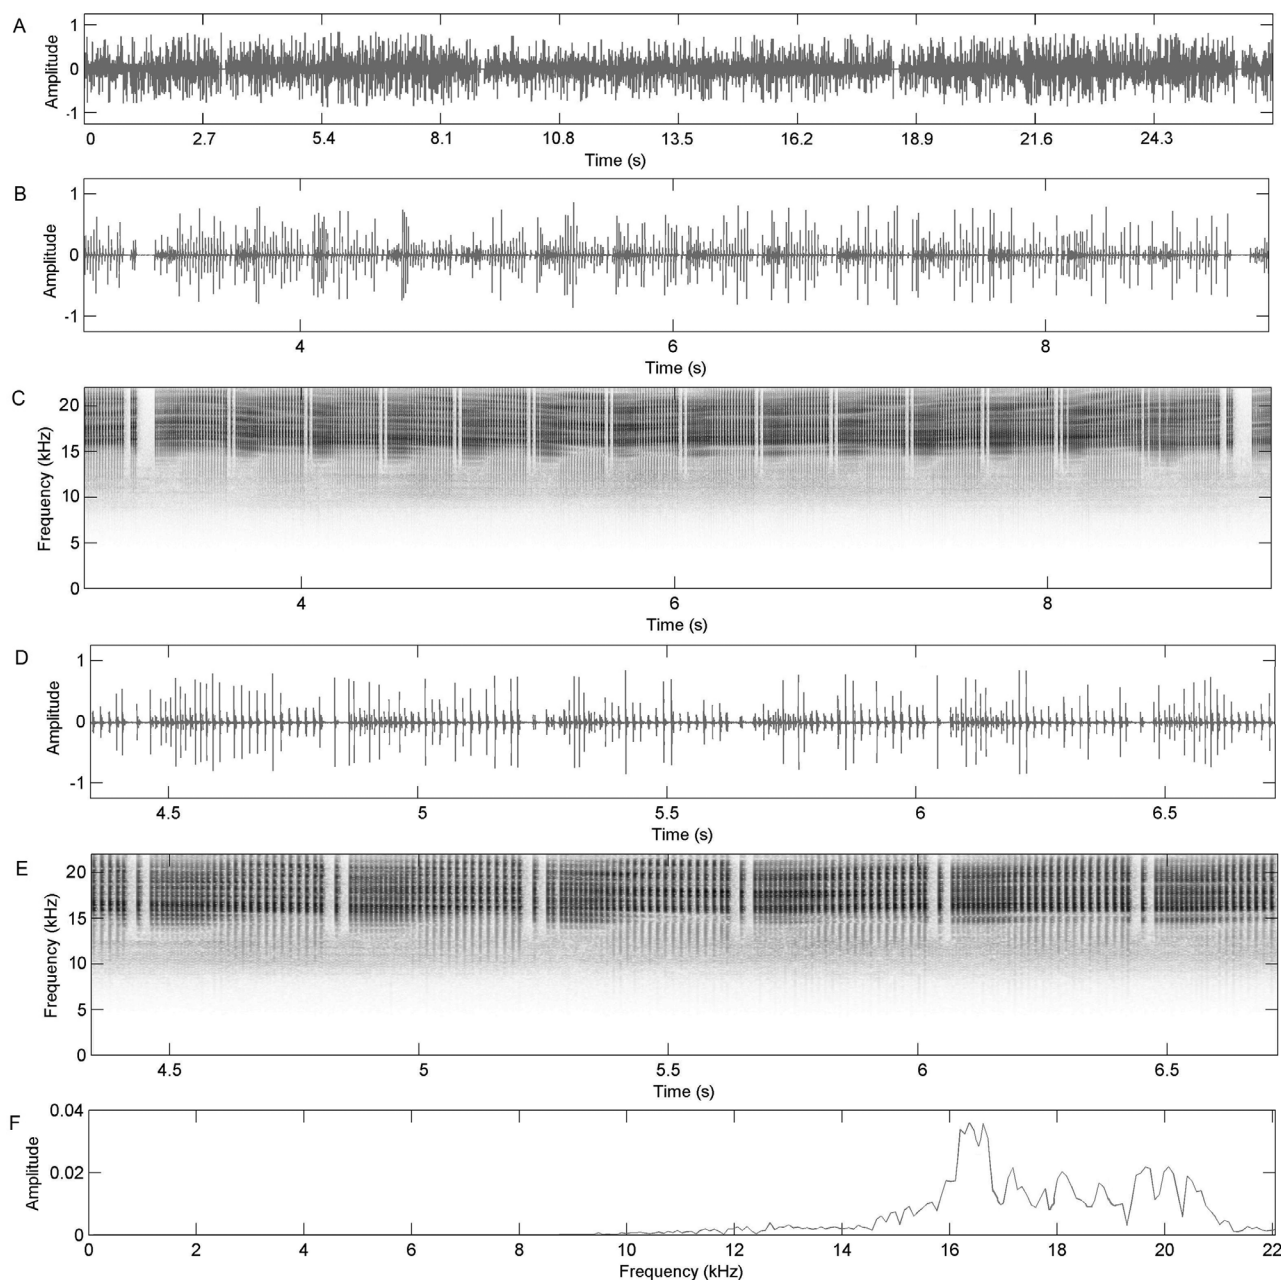 A
Amplitude
1
0
-1
0 2.7 5.4 8.1 10.8 13.5 16.2 18.9 21.6 24.3
Time (s)
B
Amplitude
1
0
-1
4 6 8
Time (s)
C
Frequency (kHz)
20
15
10
5
0
4 6 8
Time (s)
D
Amplitude
1
0
-1
4.5 5 5.5 6 6.5
Time (s)
E
Frequency (kHz)
20
15
10
5
0
4.5 5 5.5 6 6.5
Time (s)
F
Amplitude
0.04
0.02
0
0 2 4 6 8 10 12 14 16 18 20 22
Frequency (kHz)